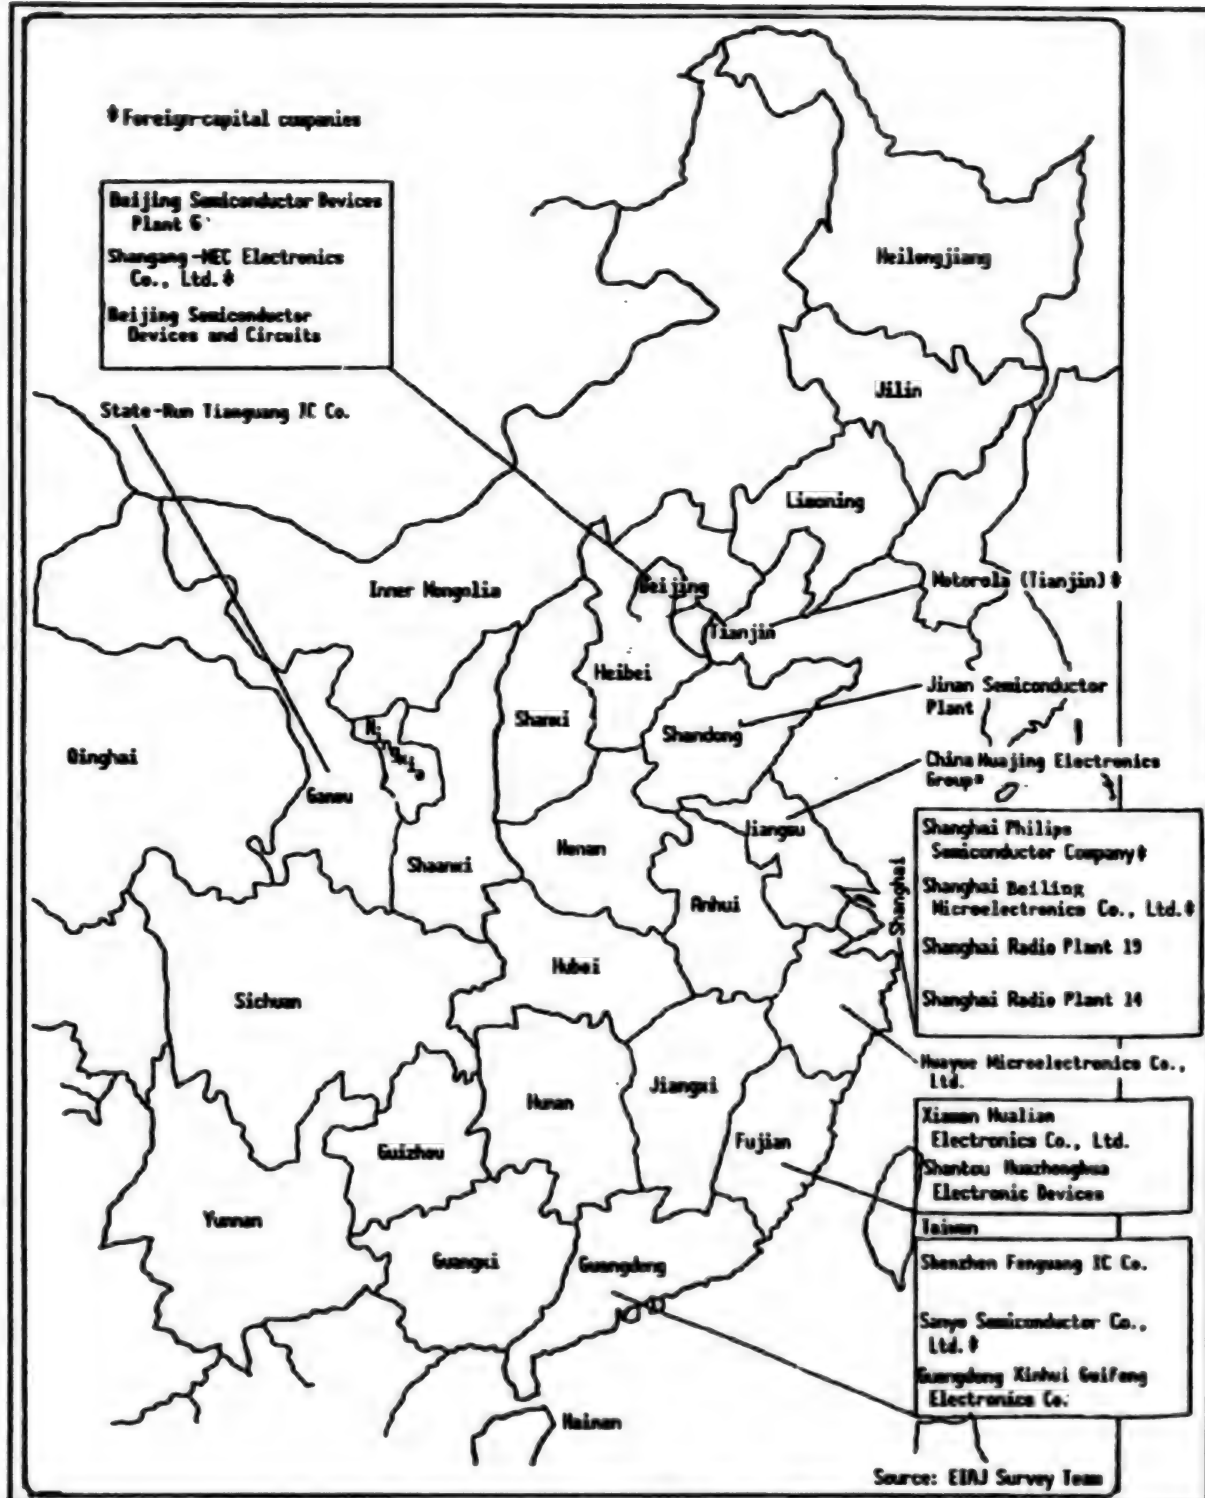 # Foreign-capital companies
Beijing Semiconductor Devices
Plant 6
Shangang-NEC Electronics
Co., Ltd.#
Beijing Semiconductor
Devices and Circuits
State-Run Tianguang IC Co.
Heilongjiang
Jilin
Liaoning
Inner Mongolia
Beijing
Motorola (Tianjin)#
Tianjin
Heibei
Shanxi
Jinan Semiconductor
Plant
Shandong
Ningxia
Qinghai
Gansu
China Huajing Electronics
Group*
Jiangsu
Shaanxi
Henan
Anhui
Shanghai
Shanghai Philips
Semiconductor Company#
Shanghai Beiling
Microelectronics Co., Ltd.#
Shanghai Radio Plant 19
Shanghai Radio Plant 14
Hubei
Sichuan
Huayue Microelectronics Co.,
Ltd.
Hunan
Jiangxi
Fujian
Guizhou
Xiamen Hualian
Electronics Co., Ltd.
Shantou Huazhonghua
Electronic Devices
Yunnan
Taiwan
Guangxi
Guangdong
Shenzhen Fenguang IC Co.
Sanyo Semiconductor Co.,
Ltd.#
Guangdong Xinhui Guifeng
Electronics Co.
Hainan
Source: EIAJ Survey Team